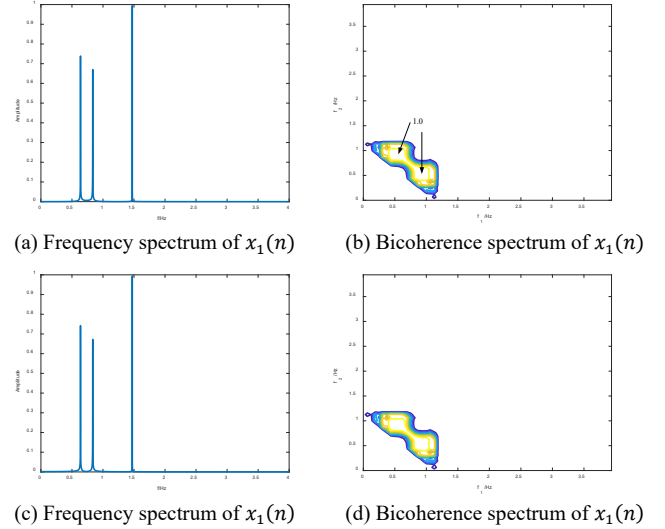 1
0.9
0.8
0.7
0.6
0.5
0.4
0.3
0.2
0.1
0
Amplitude
0 0.5 1 1.5 2 2.5 3 3.5 4
f/Hz
3.5
3
2.5
2
1.5
1
0.5
0
f 2 /Hz
1.0
0 0.5 1 1.5 2 2.5 3 3.5
f 1 /Hz
(a) Frequency spectrum of x₁(n)
(b) Bicoherence spectrum of x₁(n)
1
0.9
0.8
0.7
0.6
0.5
0.4
0.3
0.2
0.1
0
Amplitude
0 0.5 1 1.5 2 2.5 3 3.5 4
f/Hz
3.5
3
2.5
2
1.5
1
0.5
0
f 2 /Hz
0 0.5 1 1.5 2 2.5 3 3.5
f 1 /Hz
(c) Frequency spectrum of x₁(n)
(d) Bicoherence spectrum of x₁(n)